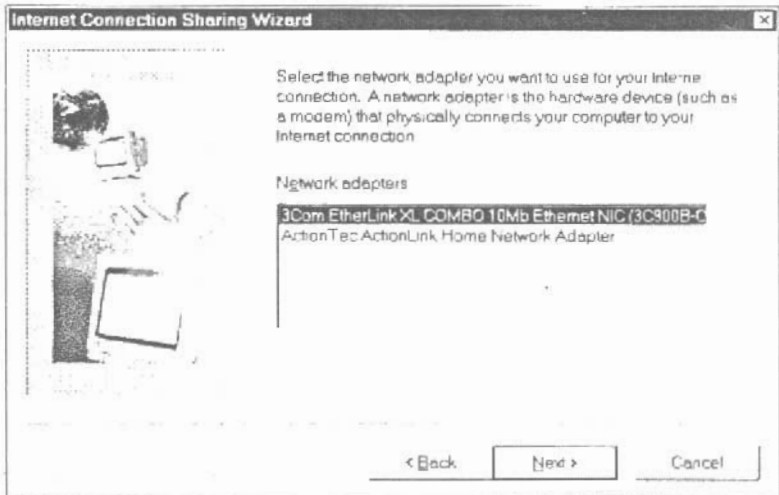 Internet Connection Sharing Wizard
Select the network adapter you want to use for your Interne
connection. A network adapter is the hardware device (such as
a modem) that physically connects your computer to your
Internet connection
Network adapters
3Com EtherLink XL COMBO 10Mb Ethernet NIC (3C900B-C
ActionTec ActionLink Home Network Adapter
< Back
Next >
Cancel